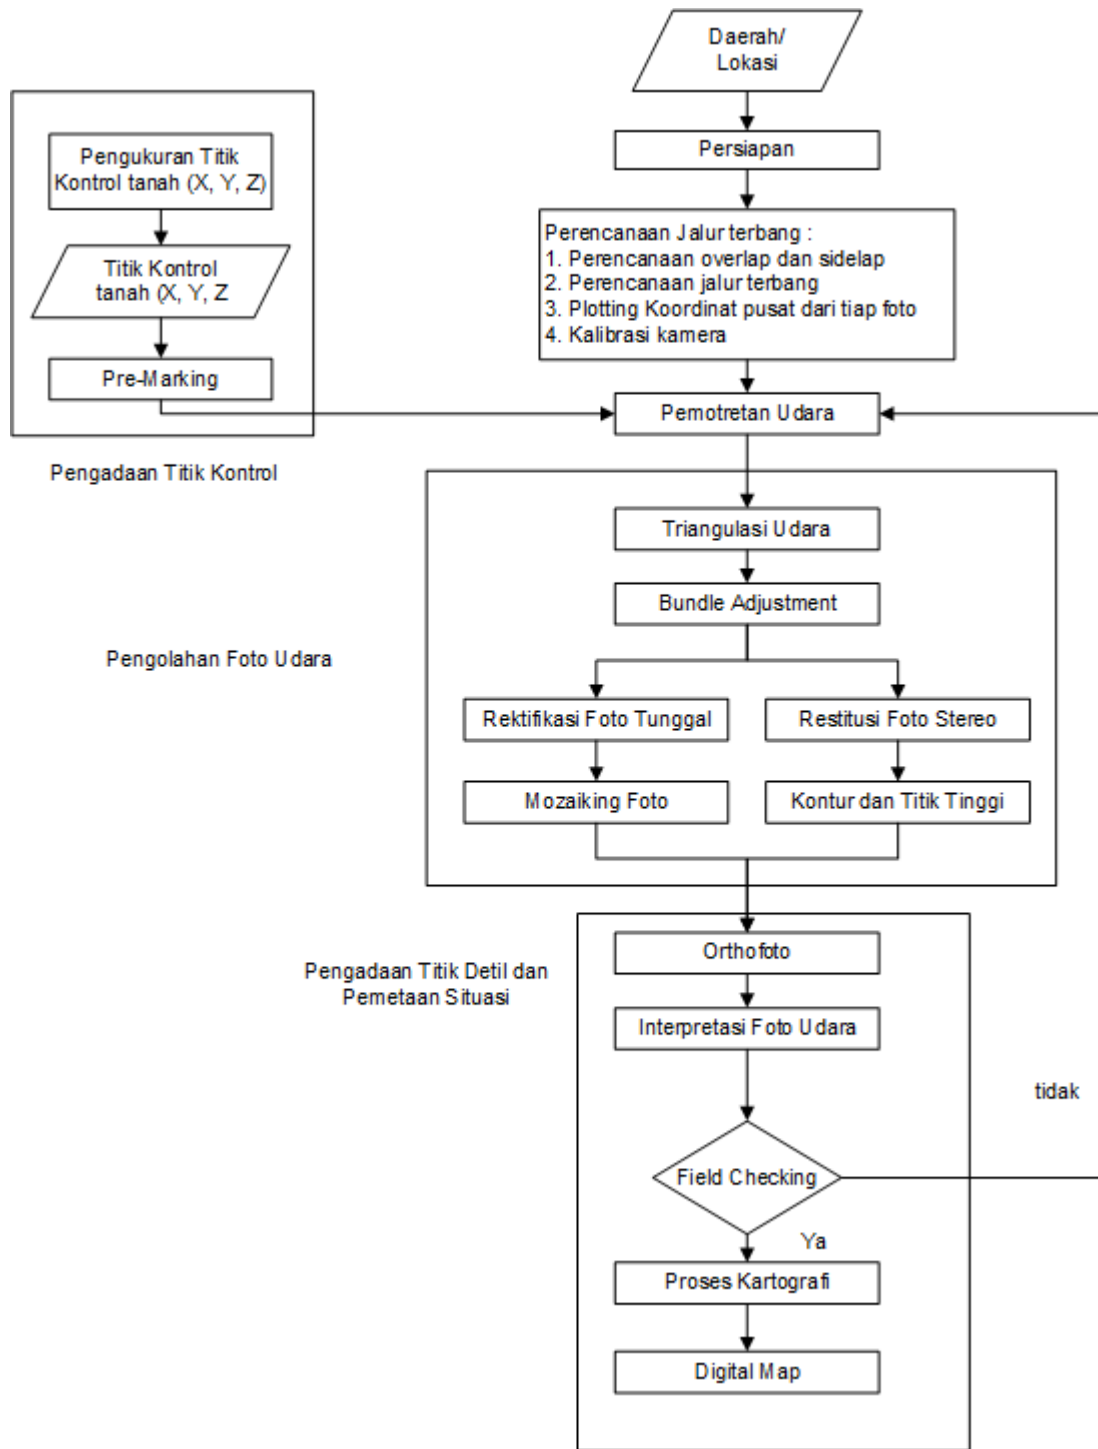 Daerah/
Lokasi
Persiapan
Pengukuran Titik
Kontrol tanah (X, Y, Z)
Titik Kontrol
tanah (X, Y, Z
Pre-Marking
Pengadaan Titik Kontrol
Perencanaan Jalur terbang :
1. Perencanaan overlap dan sidelap
2. Perencanaan jalur terbang
3. Plotting Koordinat pusat dari tiap foto
4. Kalibrasi kamera
Pemotretan Udara
Triangulasi Udara
Bundle Adjustment
Pengolahan Foto Udara
Rektifikasi Foto Tunggal
Restitusi Foto Stereo
Mozaiking Foto
Kontur dan Titik Tinggi
Orthofoto
Pengadaan Titik Detil dan
Pemetaan Situasi
Interpretasi Foto Udara
tidak
Field Checking
Ya
Proses Kartografi
Digital Map